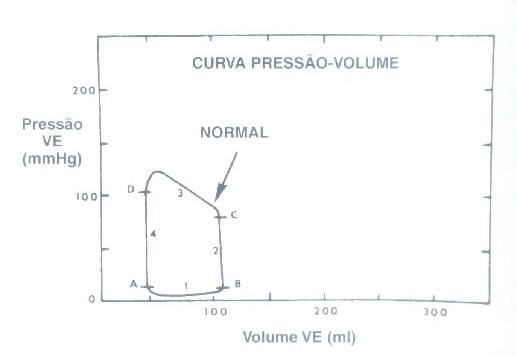 CURVA PRESSÃO-VOLUME
200
Pressão
VE
(mmHg)
NORMAL
D
3
100
C
4
2
A
1
B
0
100
200
300
Volume VE (ml)